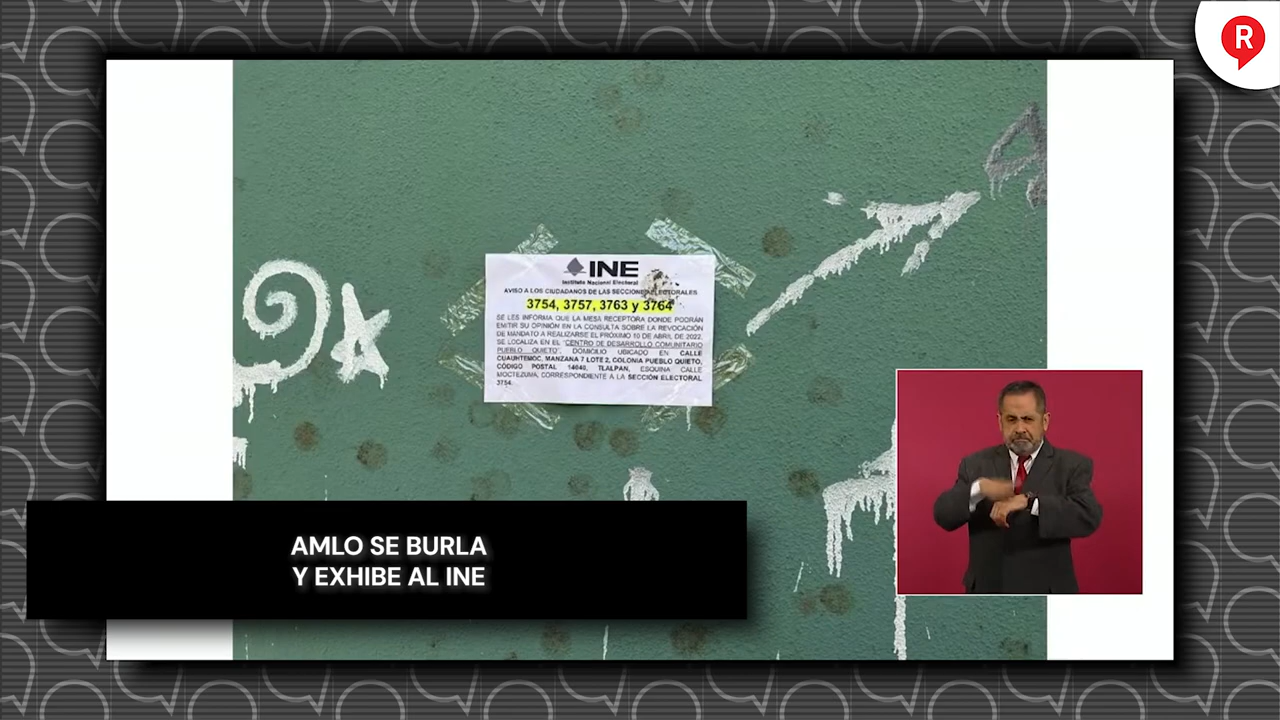 R
INE
Instituto Nacional Electoral
AVISO A LOS CIUDADANOS DE LAS SECCIONES ELECTORALES
3754, 3757, 3763 y 3764
SE LES INFORMA QUE LA MESA RECEPTORA DONDE PODRÁN
EMITIR SU OPINIÓN EN LA CONSULTA SOBRE LA REVOCACIÓN
DE MANDATO A REALIZARSE EL PRÓXIMO 10 DE ABRIL DE 2022,
SE LOCALIZA EN EL "CENTRO DE DESARROLLO COMUNITARIO
PUEBLO QUIETO", DOMICILIO UBICADO EN CALLE
CUAUHTEMOC, MANZANA 7 LOTE 2, COLONIA PUEBLO QUIETO,
CÓDIGO POSTAL 14040, TLALPAN, ESQUINA CALLE
MOCTEZUMA, CORRESPONDIENTE A LA SECCIÓN ELECTORAL
3754.
AMLO SE BURLA
Y EXHIBE AL INE